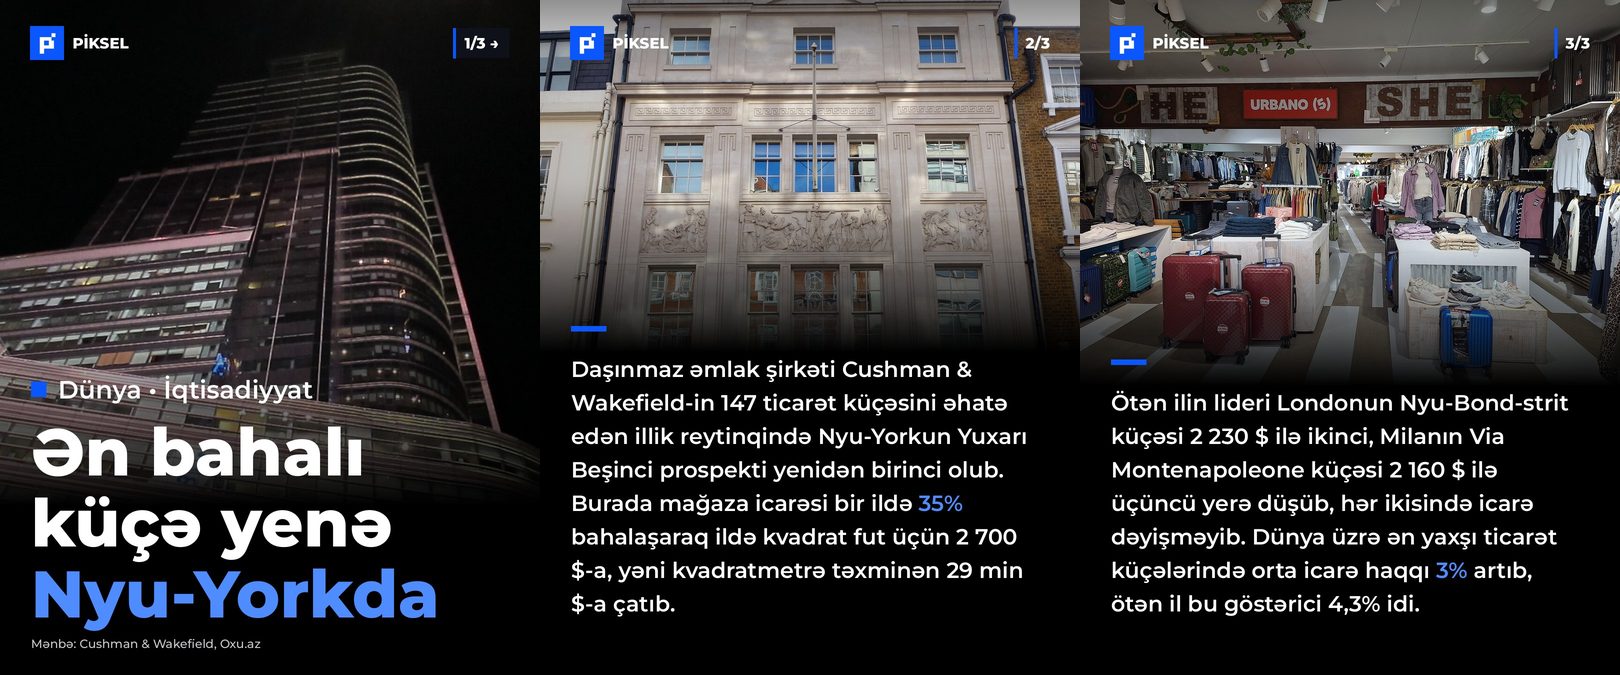 PİKSEL
1/3 →
Dünya • İqtisadiyyat
Ən bahalı
küçə yenə
Nyu-Yorkda
Mənbə: Cushman & Wakefield, Oxu.az
PİKSEL
2/3
Daşınmaz əmlak şirkəti Cushman &
Wakefield-in 147 ticarət küçəsini əhatə
edən illik reytinqində Nyu-Yorkun Yuxarı
Beşinci prospekti yenidən birinci olub.
Burada mağaza icarəsi bir ildə 35%
bahalaşaraq ildə kvadrat fut üçün 2 700
$-a, yəni kvadratmetrə təxminən 29 min
$-a çatıb.
PİKSEL
3/3
HE
URBANO (S)
SHE
Ötən ilin lideri Londonun Nyu-Bond-strit
küçəsi 2 230 $ ilə ikinci, Milanın Via
Montenapoleone küçəsi 2 160 $ ilə
üçüncü yerə düşüb, hər ikisində icarə
dəyişməyib. Dünya üzrə ən yaxşı ticarət
küçələrində orta icarə haqqı 3% artıb,
ötən il bu göstərici 4,3% idi.